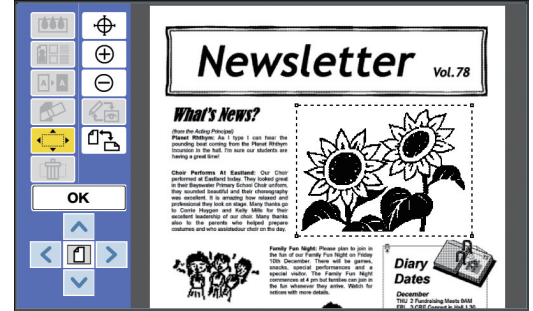 Newsletter
Vol. 78
What's News?
(from the Acting Principal)
Planet Rhthym: As I type I can hear the
pounding beat coming from the Planet Rhthym
incursion in the hall. I'm sure our students are
having a great time!
Choir Performs At Eastland: Our Choir
performed at Eastland today. They looked great
in their Bayswater Primary School Choir uniform,
they sounded beautiful and their choreography
was excellent. It is amazing how relaxed and
professional they look on stage. Many thanks go
to Corrie Huygen and Kelly Mills for their
excellent leadership of our choir. Many thanks
also to the parents who helped prepare
costumes and who assisted our choir on the day.
OK
Family Fun Night: Please plan to join in
the fun of our Family Fun Night on Friday
10th December. There will be games,
snacks, special performances and a
special visitor. The Family Fun Night
commences at 4 pm but families can join in
the fun whenever they arrive. Watch for
notices with more details.
Diary
Dates
December
THU 2 Fundraising Meets 9AM